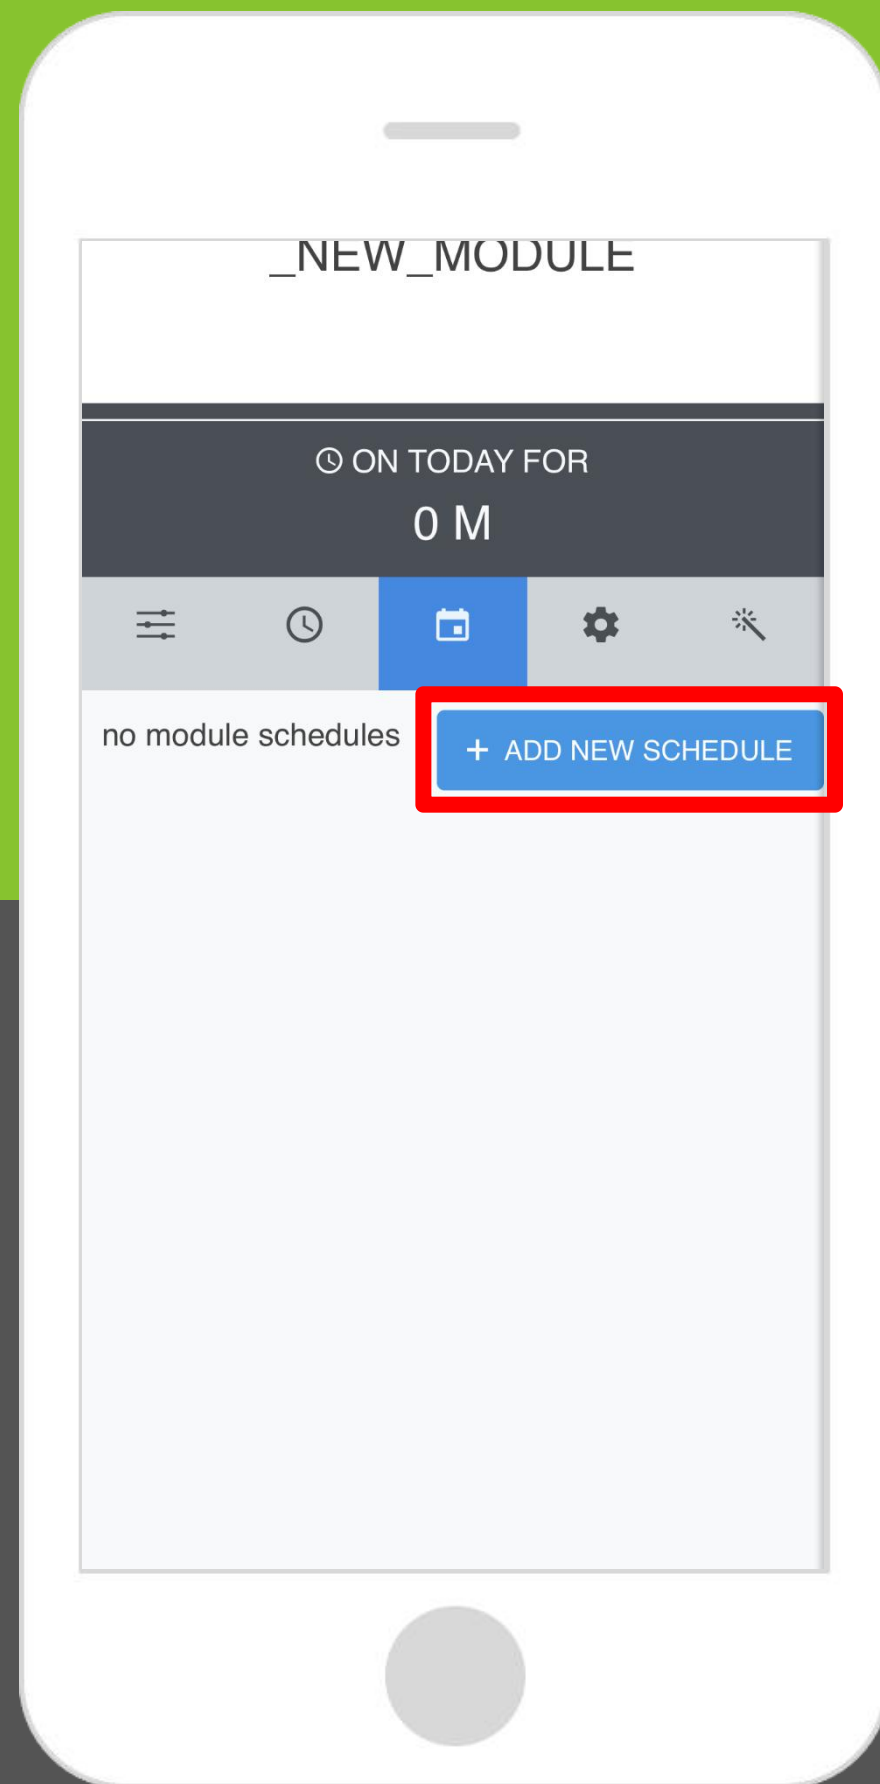 _NEW_MODULE
ON TODAY FOR
0 M
no module schedules
+ ADD NEW SCHEDULE